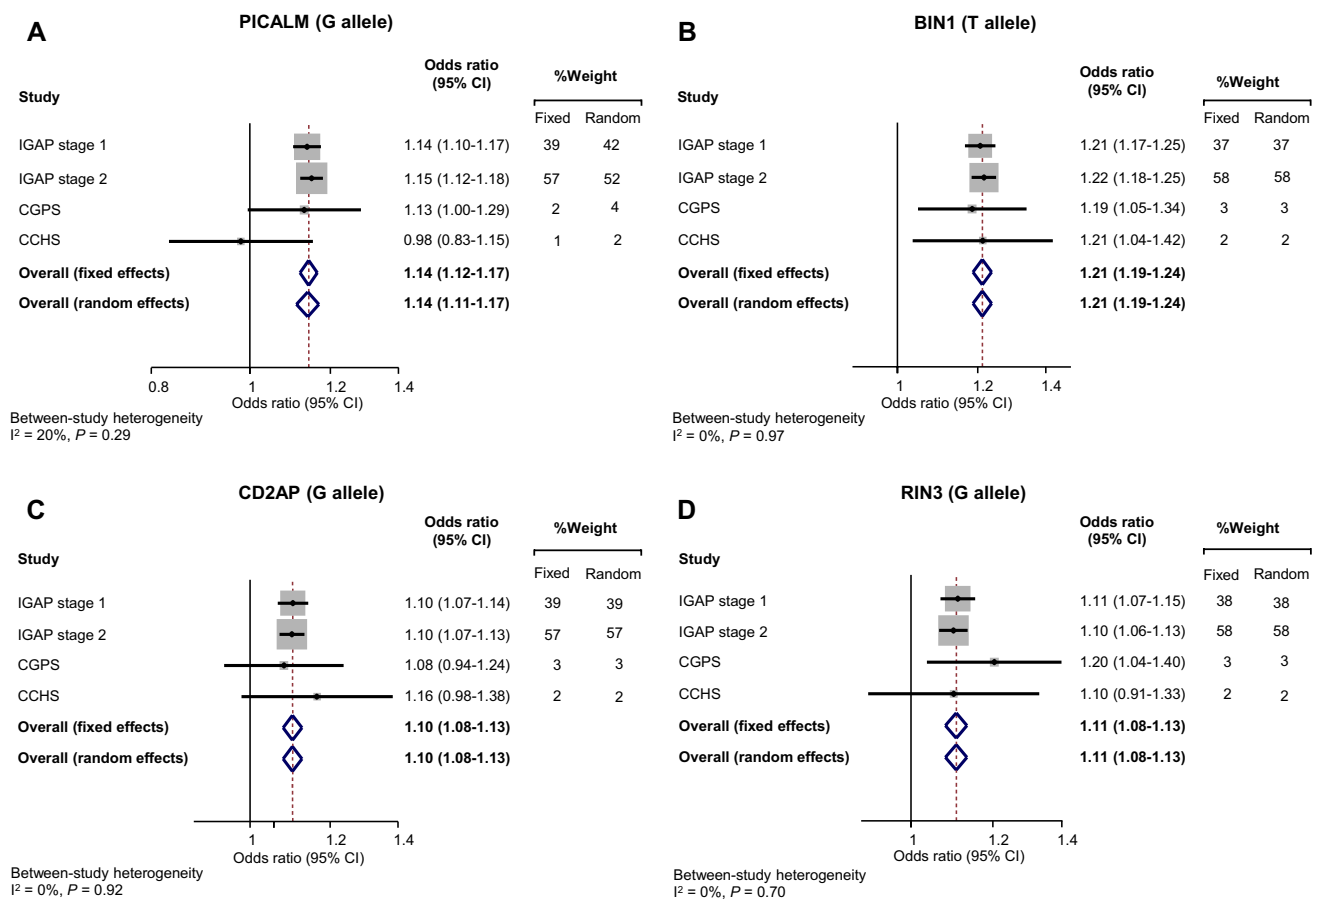 A
PICALM (G allele)
Odds ratio
(95% CI)
%Weight
Study
Fixed Random
IGAP stage 1 1.14 (1.10-1.17) 39 42
IGAP stage 2 1.15 (1.12-1.18) 57 52
CGPS 1.13 (1.00-1.29) 2 4
CCHS 0.98 (0.83-1.15) 1 2
Overall (fixed effects) 1.14 (1.12-1.17)
Overall (random effects) 1.14 (1.11-1.17)
0.8 1 1.2 1.4
Odds ratio (95% CI)
Between-study heterogeneity
I² = 20%, P = 0.29
B
BIN1 (T allele)
Odds ratio
(95% CI)
%Weight
Study
Fixed Random
IGAP stage 1 1.21 (1.17-1.25) 37 37
IGAP stage 2 1.22 (1.18-1.25) 58 58
CGPS 1.19 (1.05-1.34) 3 3
CCHS 1.21 (1.04-1.42) 2 2
Overall (fixed effects) 1.21 (1.19-1.24)
Overall (random effects) 1.21 (1.19-1.24)
1 1.2 1.4
Odds ratio (95% CI)
Between-study heterogeneity
I² = 0%, P = 0.97
C
CD2AP (G allele)
Odds ratio
(95% CI)
%Weight
Study
Fixed Random
IGAP stage 1 1.10 (1.07-1.14) 39 39
IGAP stage 2 1.10 (1.07-1.13) 57 57
CGPS 1.08 (0.94-1.24) 3 3
CCHS 1.16 (0.98-1.38) 2 2
Overall (fixed effects) 1.10 (1.08-1.13)
Overall (random effects) 1.10 (1.08-1.13)
1 1.2 1.4
Odds ratio (95% CI)
Between-study heterogeneity
I² = 0%, P = 0.92
D
RIN3 (G allele)
Odds ratio
(95% CI)
%Weight
Study
Fixed Random
IGAP stage 1 1.11 (1.07-1.15) 38 38
IGAP stage 2 1.10 (1.06-1.13) 58 58
CGPS 1.20 (1.04-1.40) 3 3
CCHS 1.10 (0.91-1.33) 2 2
Overall (fixed effects) 1.11 (1.08-1.13)
Overall (random effects) 1.11 (1.08-1.13)
1 1.2 1.4
Odds ratio (95% CI)
Between-study heterogeneity
I² = 0%, P = 0.70